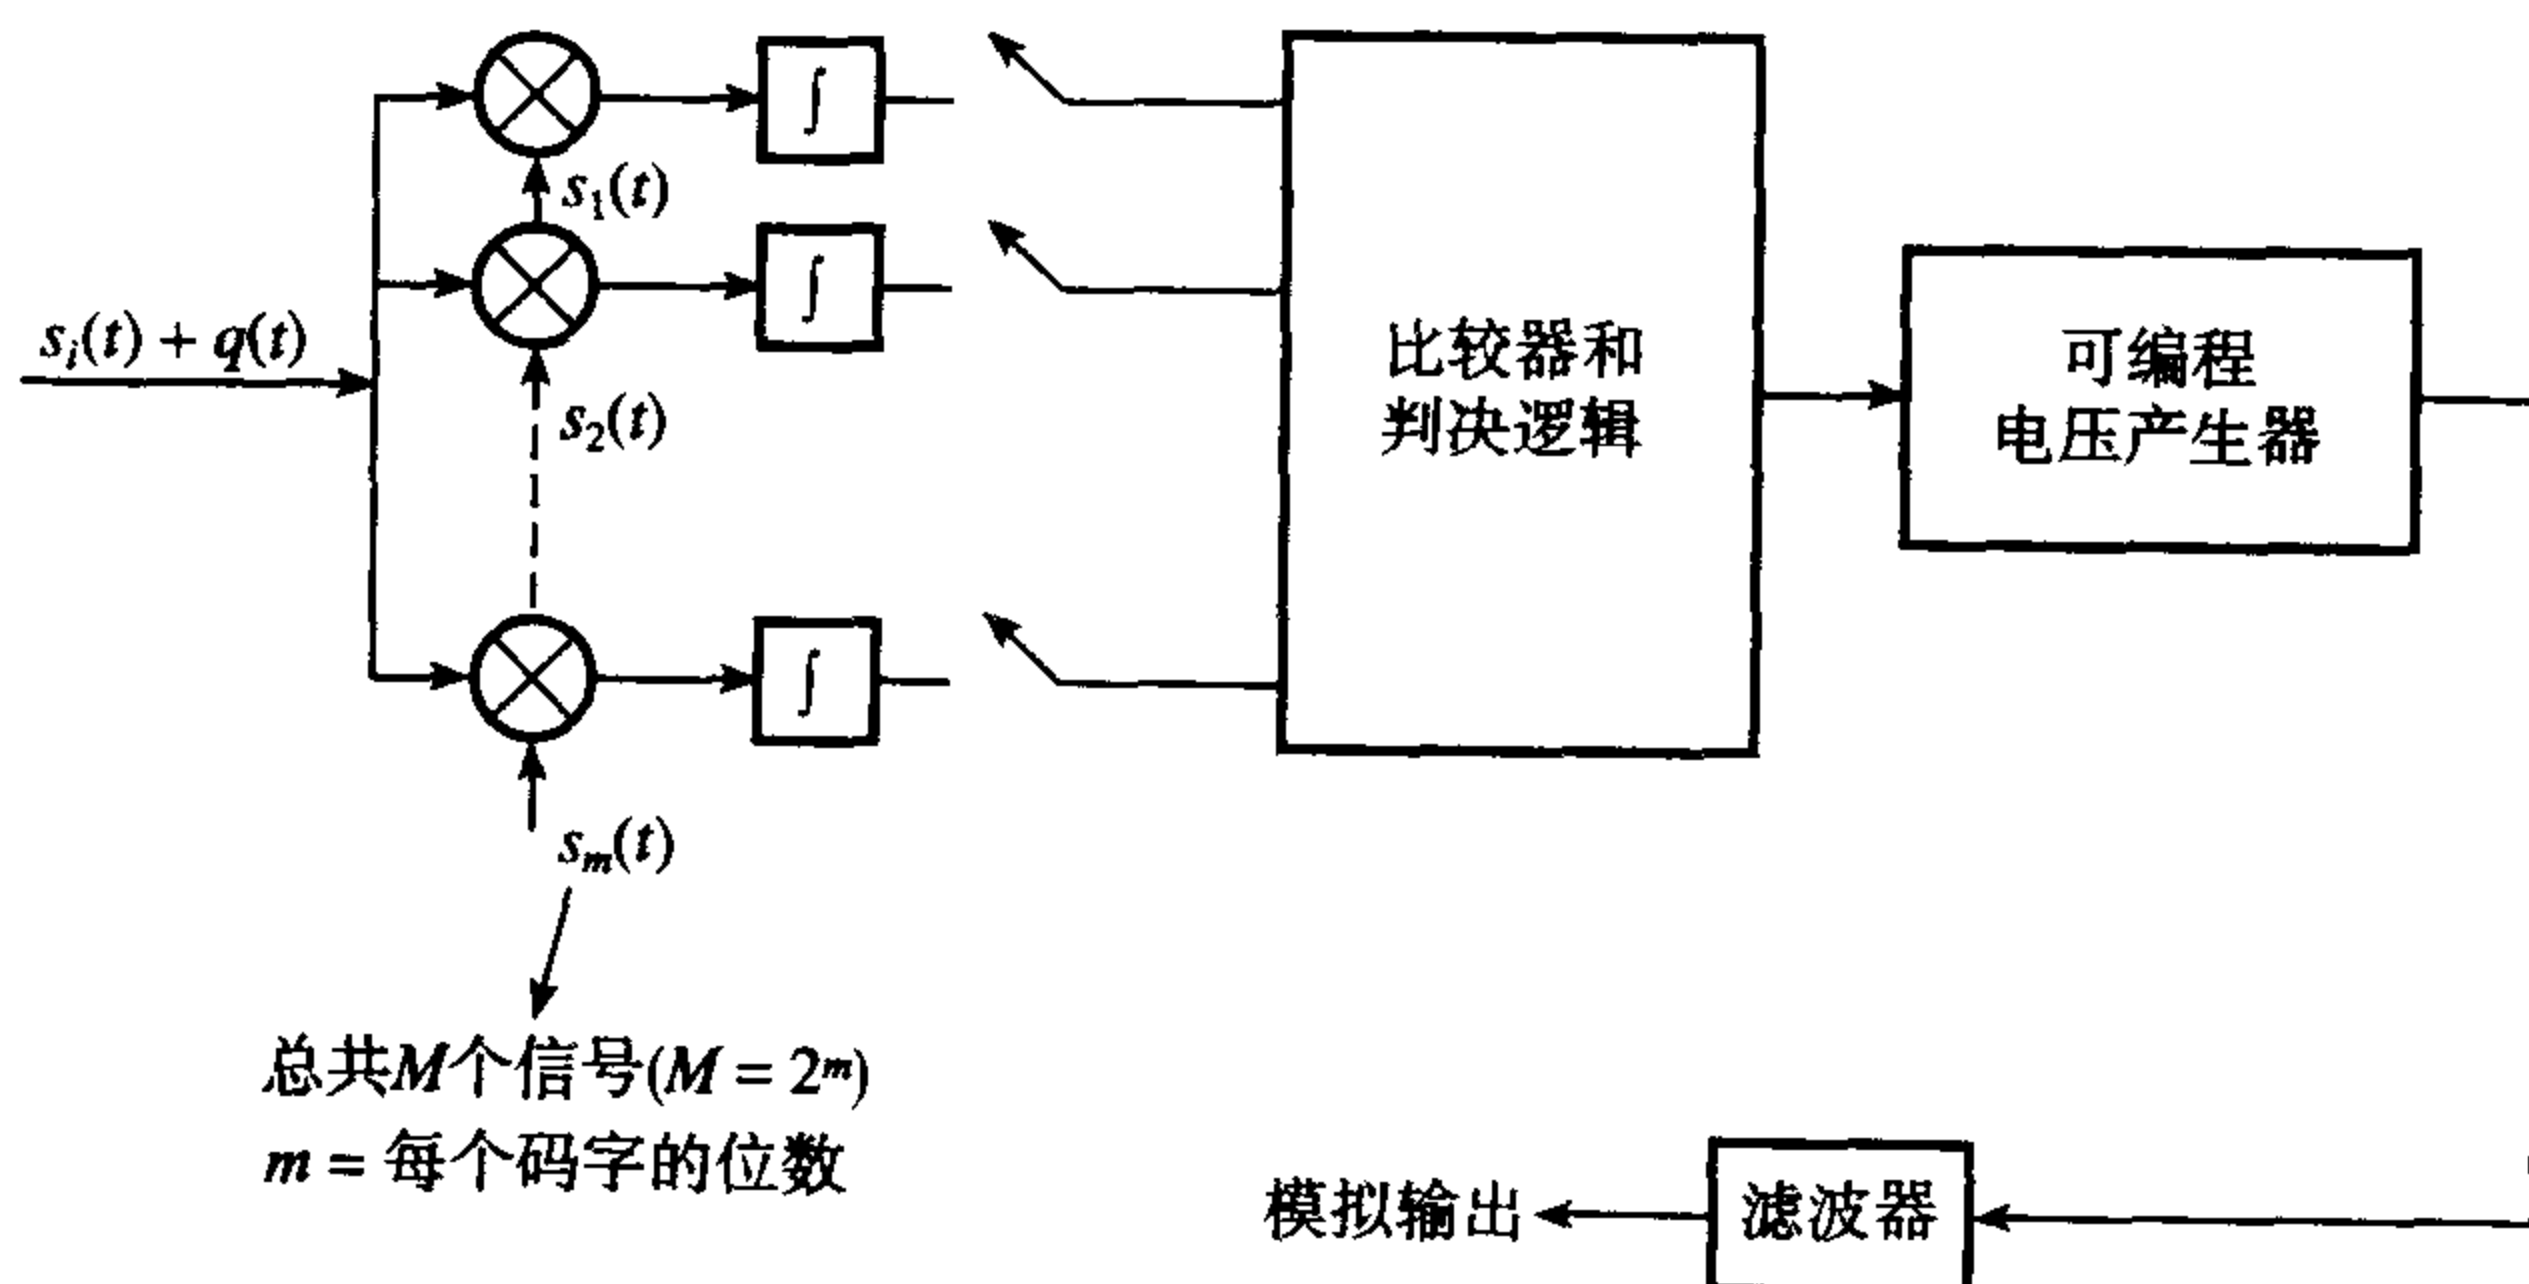 ∫
s₁(t)
∫
sᵢ(t) + q(t)
s₂(t)
比较器和
判决逻辑
可编程
电压产生器
∫
sₘ(t)
总共M个信号(M = 2ᵐ)
m = 每个码字的位数
模拟输出
滤波器